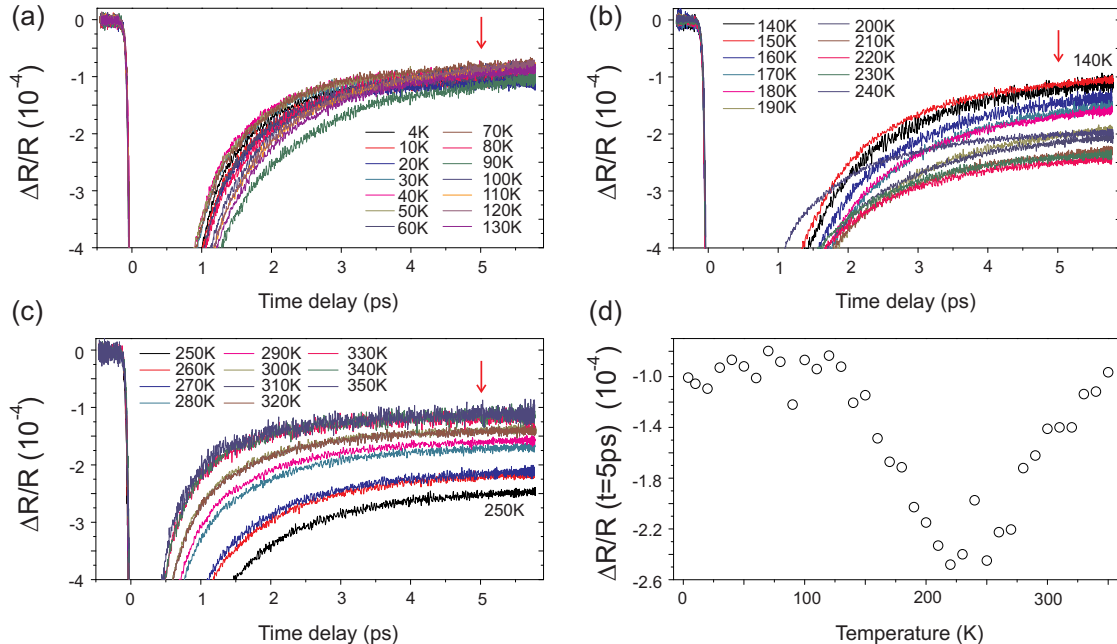 (a)
0
-1
-2
-3
-4
ΔR/R (10⁻⁴)
4K
10K
20K
30K
40K
50K
60K
70K
80K
90K
100K
110K
120K
130K
0 1 2 3 4 5
Time delay (ps)
(b)
0
-1
-2
-3
-4
ΔR/R (10⁻⁴)
140K
150K
160K
170K
180K
190K
200K
210K
220K
230K
240K
140K
0 1 2 3 4 5
Time delay (ps)
(c)
0
-1
-2
-3
-4
ΔR/R (10⁻⁴)
250K
260K
270K
280K
290K
300K
310K
320K
330K
340K
350K
250K
0 1 2 3 4 5
Time delay (ps)
(d)
-1.0
-1.4
-1.8
-2.2
-2.6
ΔR/R (t=5ps) (10⁻⁴)
0 100 200 300
Temperature (K)